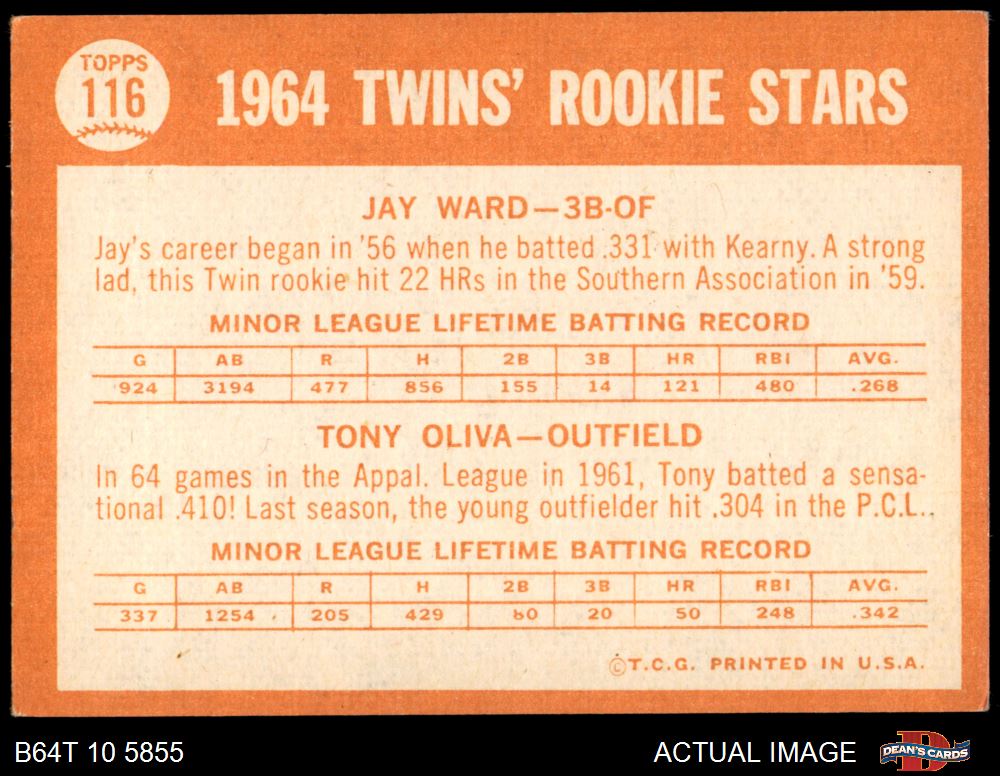 TOPPS
116
1964 TWINS' ROOKIE STARS
JAY WARD—3B-OF
Jay's career began in '56 when he batted .331 with Kearny. A strong
lad, this Twin rookie hit 22 HRs in the Southern Association in '59.
MINOR LEAGUE LIFETIME BATTING RECORD
G AB R H 2B 3B HR RBI AVG.
924 3194 477 856 155 14 121 480 .268
TONY OLIVA—OUTFIELD
In 64 games in the Appal. League in 1961, Tony batted a sensa-
tional .410! Last season, the young outfielder hit .304 in the P.C.L..
MINOR LEAGUE LIFETIME BATTING RECORD
G AB R H 2B 3B HR RBI AVG.
337 1254 205 429 80 20 50 248 .342
©T.C.G. PRINTED IN U.S.A.
B64T 10 5855
ACTUAL IMAGE
DEAN'S CARDS